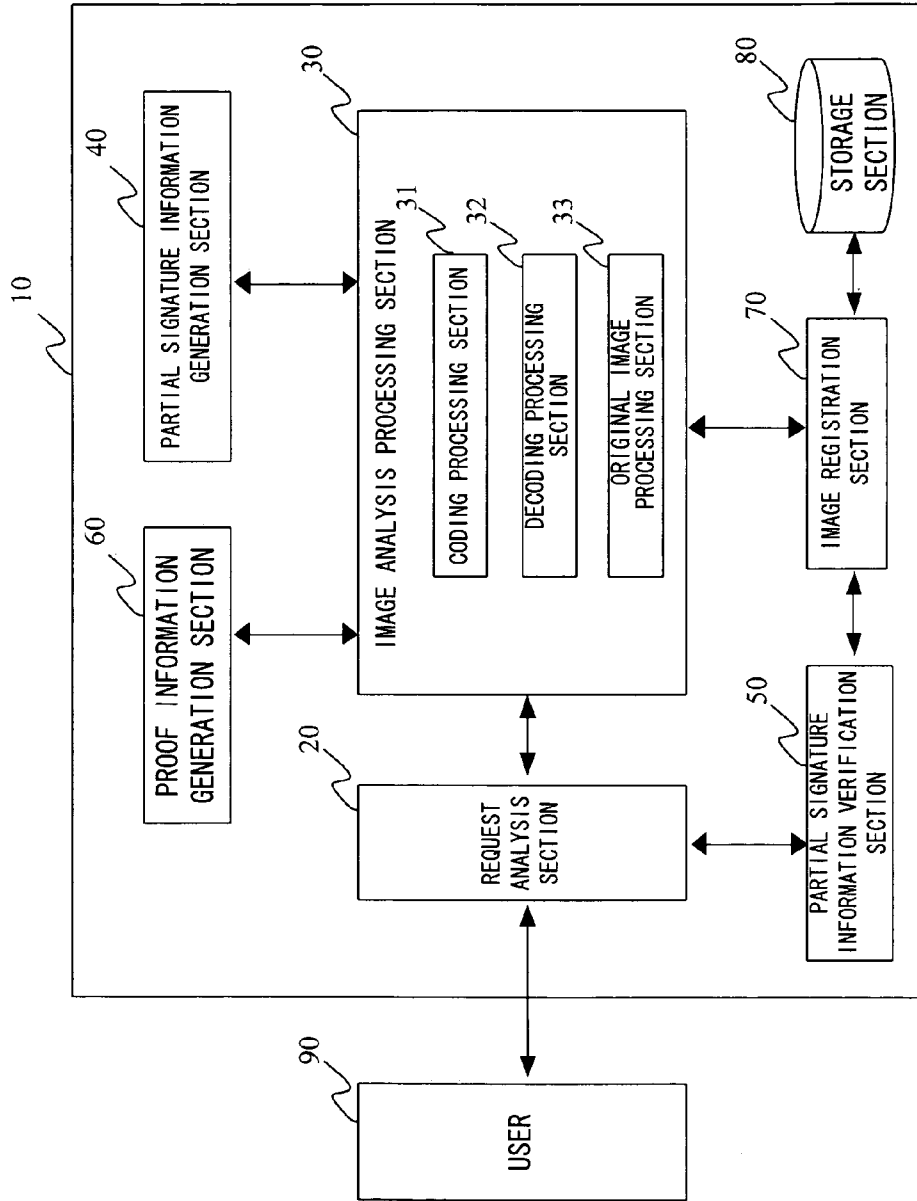 10
60
PROOF INFORMATION
GENERATION SECTION
40
PARTIAL SIGNATURE INFORMATION
GENERATION SECTION
90
USER
20
REQUEST
ANALYSIS
SECTION
30
IMAGE ANALYSIS PROCESSING SECTION
31
CODING PROCESSING SECTION
32
DECODING PROCESSING
SECTION
33
ORIGINAL IMAGE
PROCESSING SECTION
50
PARTIAL SIGNATURE
INFORMATION VERIFICATION
SECTION
70
IMAGE REGISTRATION
SECTION
80
STORAGE
SECTION